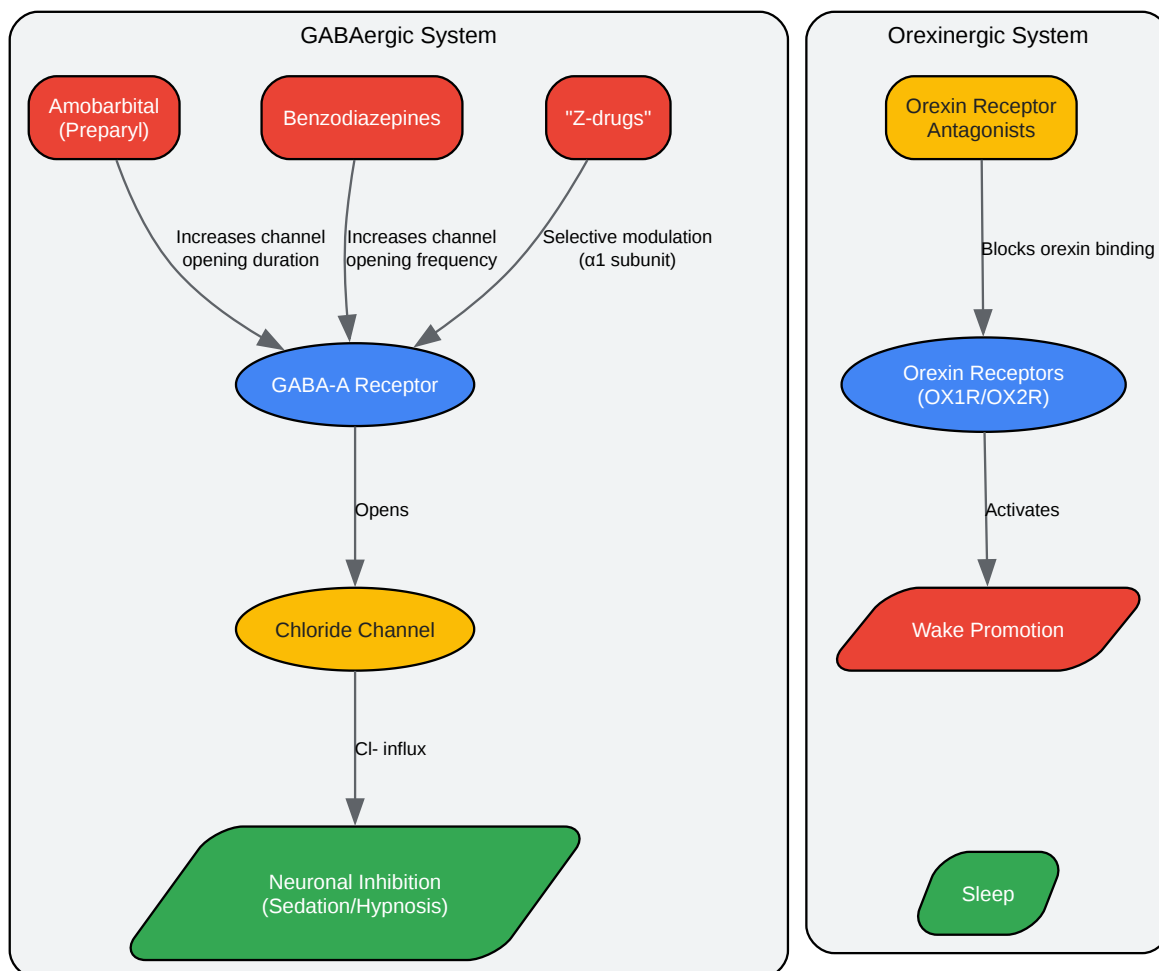 GABAergic System
Amobarbital
(Preparyl)
Benzodiazepines
"Z-drugs"
Increases channel
opening duration
Increases channel
opening frequency
Selective modulation
(α1 subunit)
GABA-A Receptor
Opens
Chloride Channel
Cl- influx
Neuronal Inhibition
(Sedation/Hypnosis)
Orexinergic System
Orexin Receptor
Antagonists
Blocks orexin binding
Orexin Receptors
(OX1R/OX2R)
Activates
Wake Promotion
Sleep